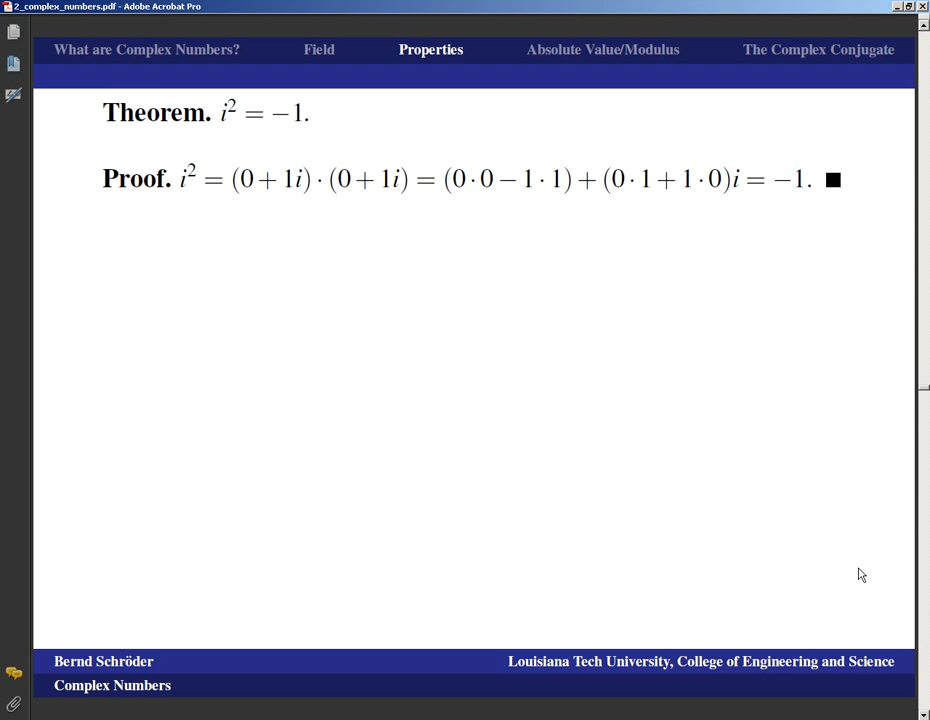 2_complex_numbers.pdf - Adobe Acrobat Pro
What are Complex Numbers? Field Properties Absolute Value/Modulus The Complex Conjugate
Theorem. i² = −1.
Proof. i² = (0 + 1i) · (0 + 1i) = (0 · 0 − 1 · 1) + (0 · 1 + 1 · 0)i = −1. ■
Bernd Schröder Louisiana Tech University, College of Engineering and Science
Complex Numbers